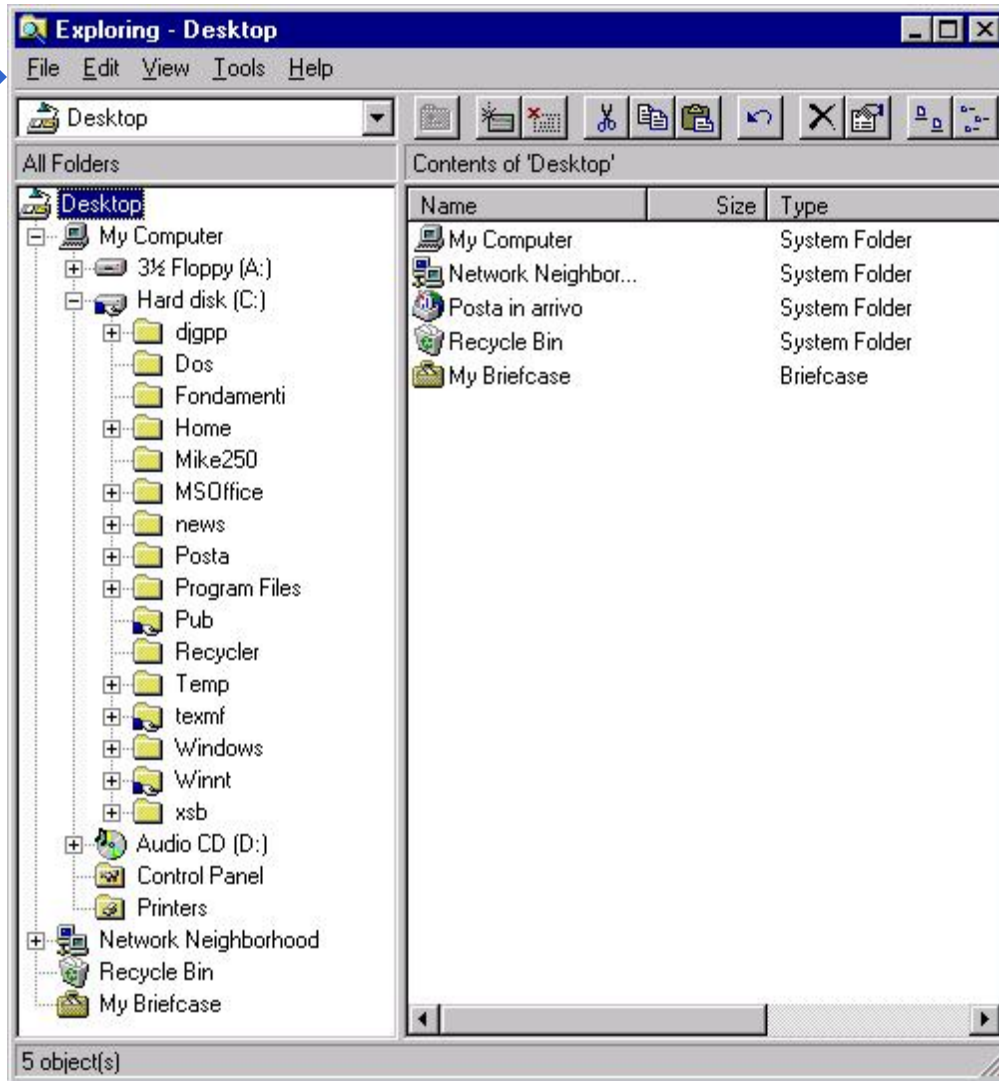 Exploring - Desktop
File Edit View Tools Help
Desktop
All Folders
Contents of 'Desktop'
Desktop
My Computer
3½ Floppy (A:)
Hard disk (C:)
djgpp
Dos
Fondamenti
Home
Mike250
MSOffice
news
Posta
Program Files
Pub
Recycler
Temp
texmf
Windows
Winnt
xsb
Audio CD (D:)
Control Panel
Printers
Network Neighborhood
Recycle Bin
My Briefcase
Name Size Type
My Computer System Folder
Network Neighbor... System Folder
Posta in arrivo System Folder
Recycle Bin System Folder
My Briefcase Briefcase
5 object(s)